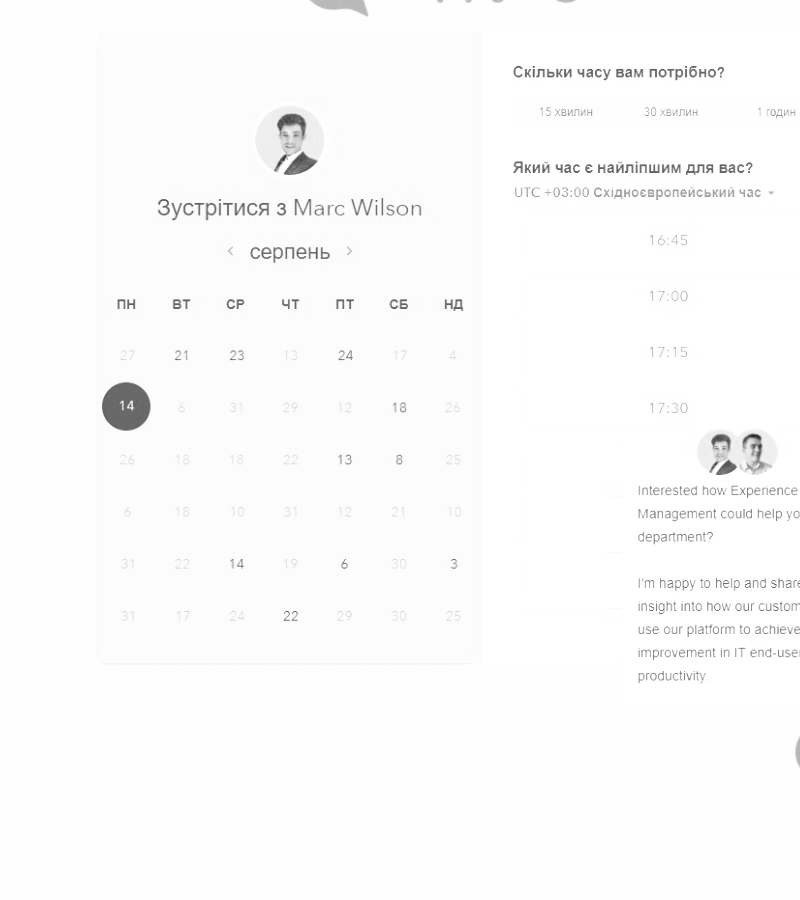 Зустрітися з Marc Wilson
серпень
ПН ВТ СР ЧТ ПТ СБ НД
27 21 23 13 24 17 4
14 6 31 29 12 18 26
26 18 18 22 13 8 25
6 18 10 31 12 21 10
31 22 14 19 6 30 3
31 17 24 22 29 30 25
Скільки часу вам потрібно?
15 хвилин 30 хвилин 1 годин
Який час є найліпшим для вас?
UTC +03:00 Східноєвропейський час
16:45
17:00
17:15
17:30
Interested how Experience
Management could help yo
department?
I'm happy to help and share
insight into how our custom
use our platform to achieve
improvement in IT end-use
productivity.